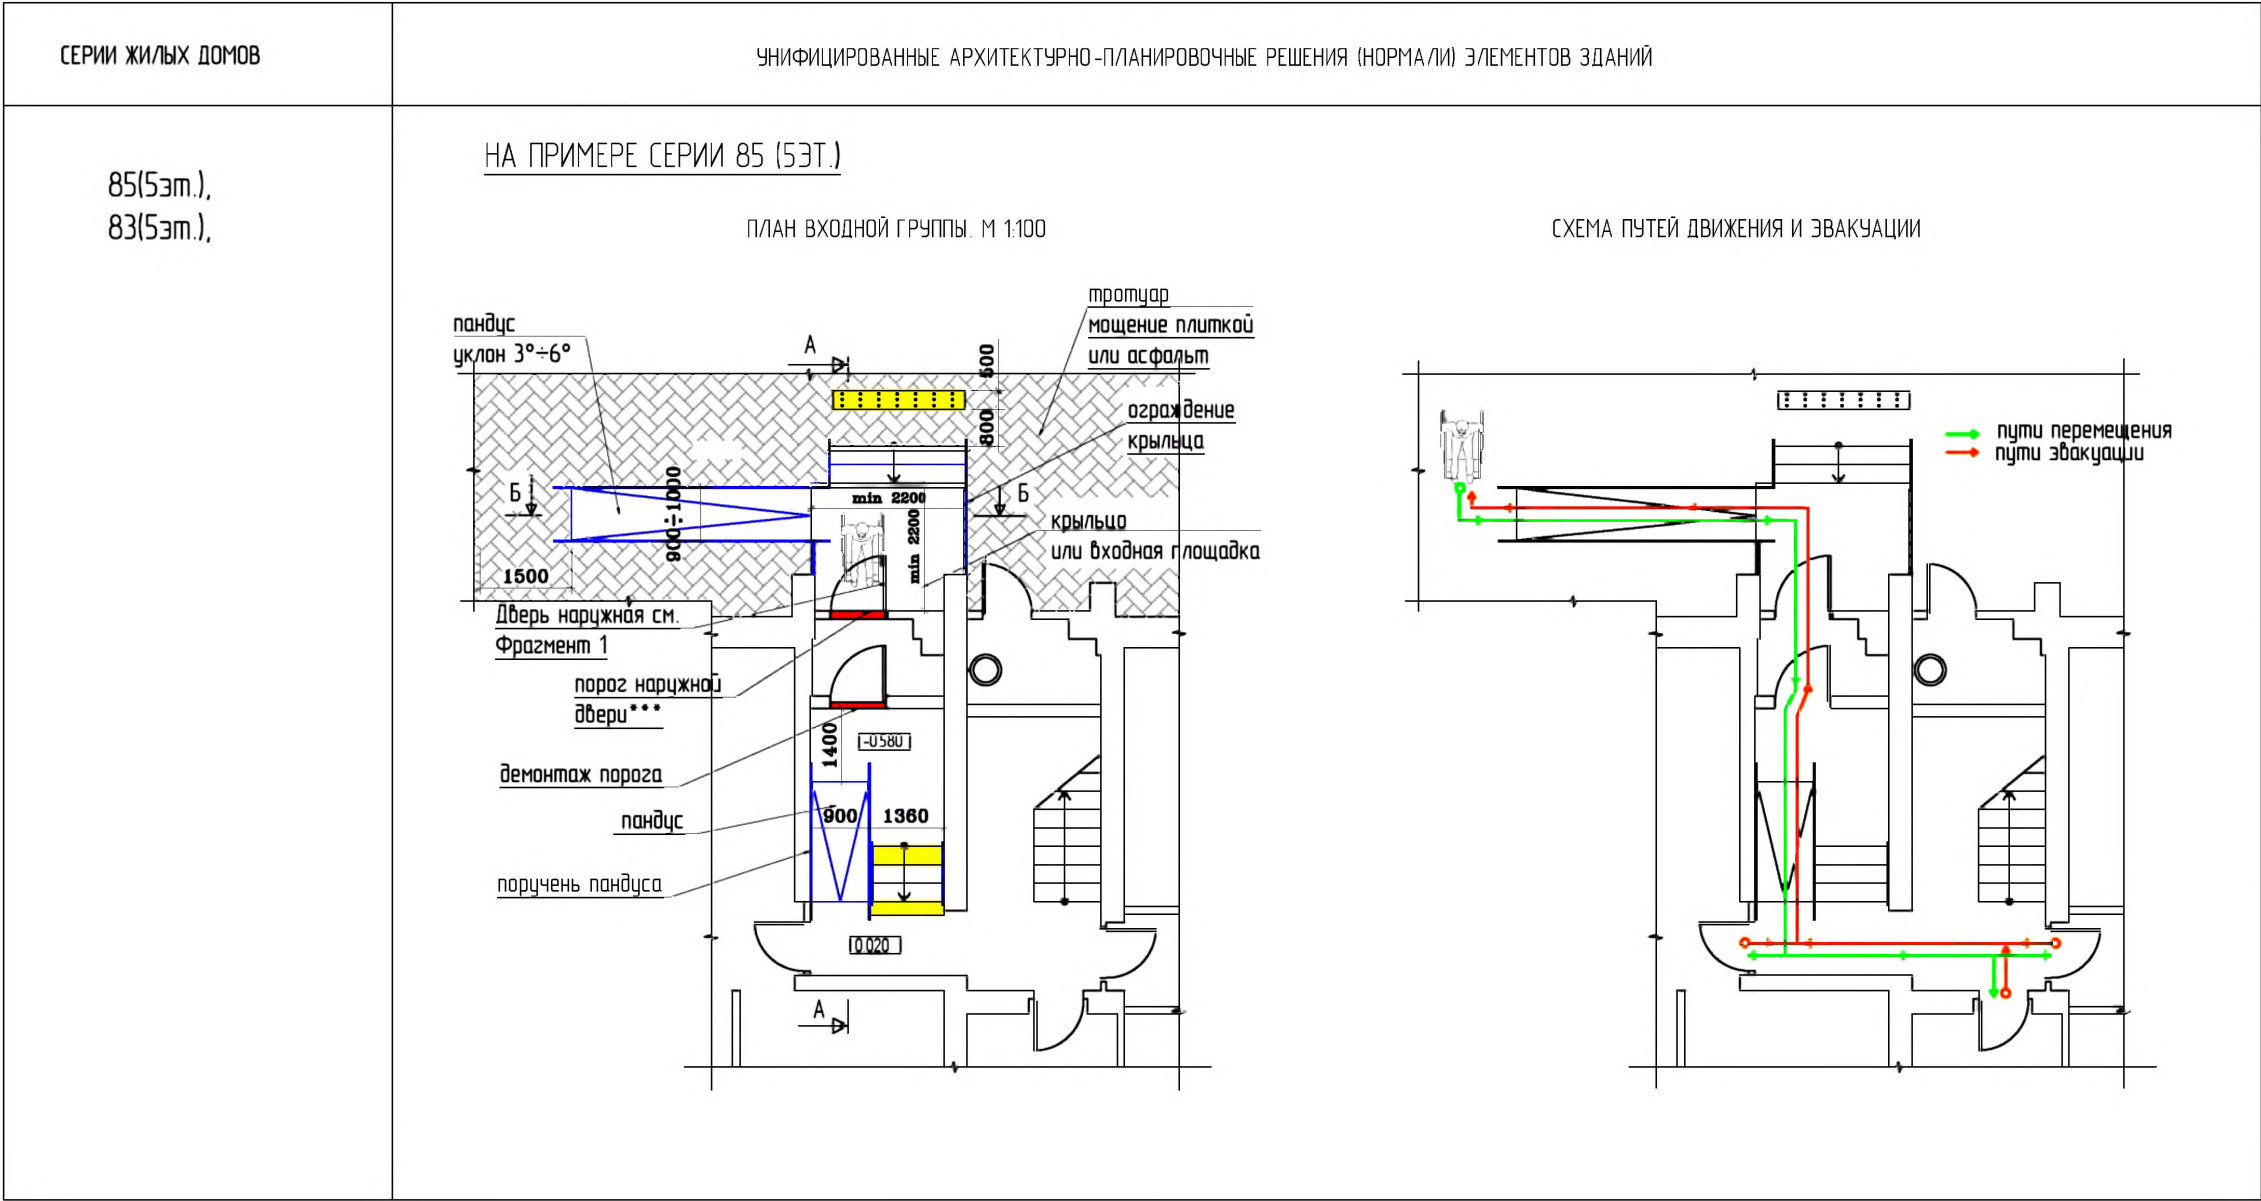 СЕРИИ ЖИЛЫХ ДОМОВ
УНИФИЦИРОВАННЫЕ АРХИТЕКТУРНО-ПЛАНИРОВОЧНЫЕ РЕШЕНИЯ (НОРМАЛИ) ЭЛЕМЕНТОВ ЗДАНИЙ
85(5эт.),
83(5эт.),
НА ПРИМЕРЕ СЕРИИ 85 (5ЭТ.)
ПЛАН ВХОДНОЙ ГРУППЫ. М 1:100
СХЕМА ПУТЕЙ ДВИЖЕНИЯ И ЭВАКУАЦИИ
тротуар
мощение плиткой
или асфальт
пандус
уклон 3°÷6°
А
500
800
ограждение
крыльца
Б
Б
900÷1000
min 2200
min 2200
крыльцо
или входная площадка
1500
Дверь наружная см.
Фрагмент 1
порог наружной
двери***
1400
-0.580
демонтаж порога
пандус
900
1360
поручень пандуса
0.020
А
пути перемещения
пути эвакуации